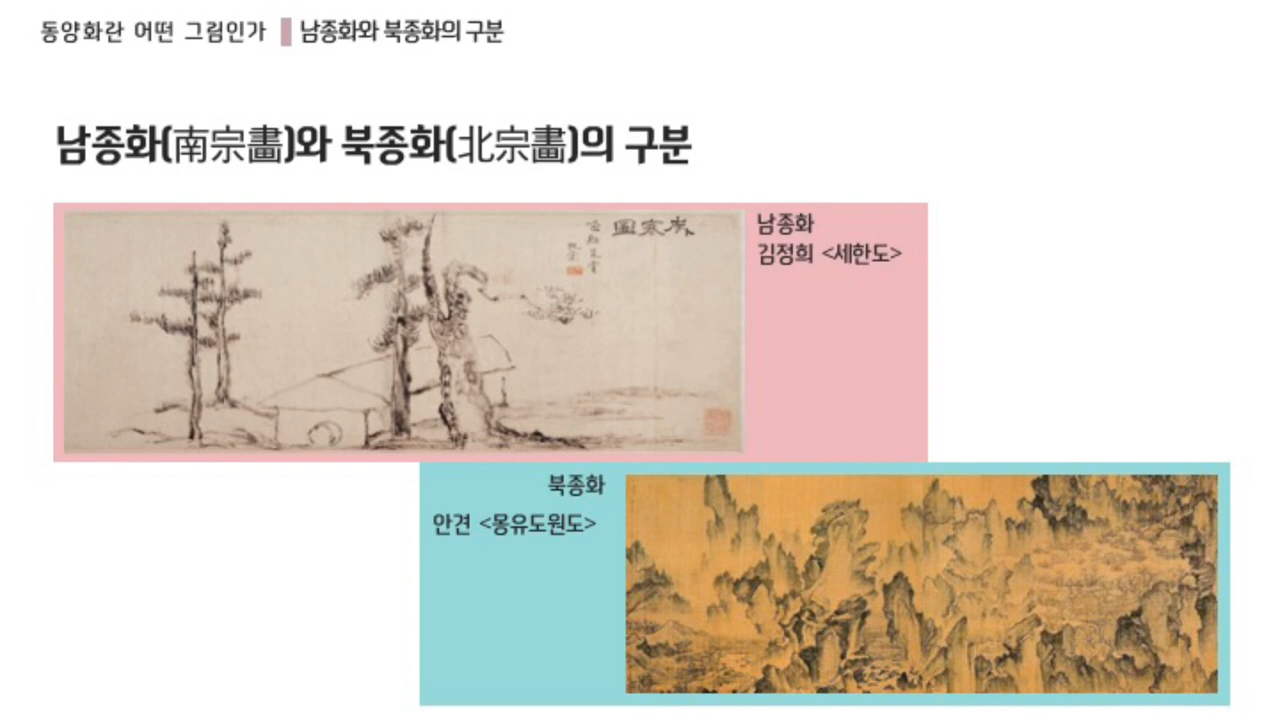 동양화란 어떤 그림인가 남종화와 북종화의 구분
남종화(南宗畵)와 북종화(北宗畵)의 구분
남종화
김정희 <세한도>
북종화
안견 <몽유도원도>